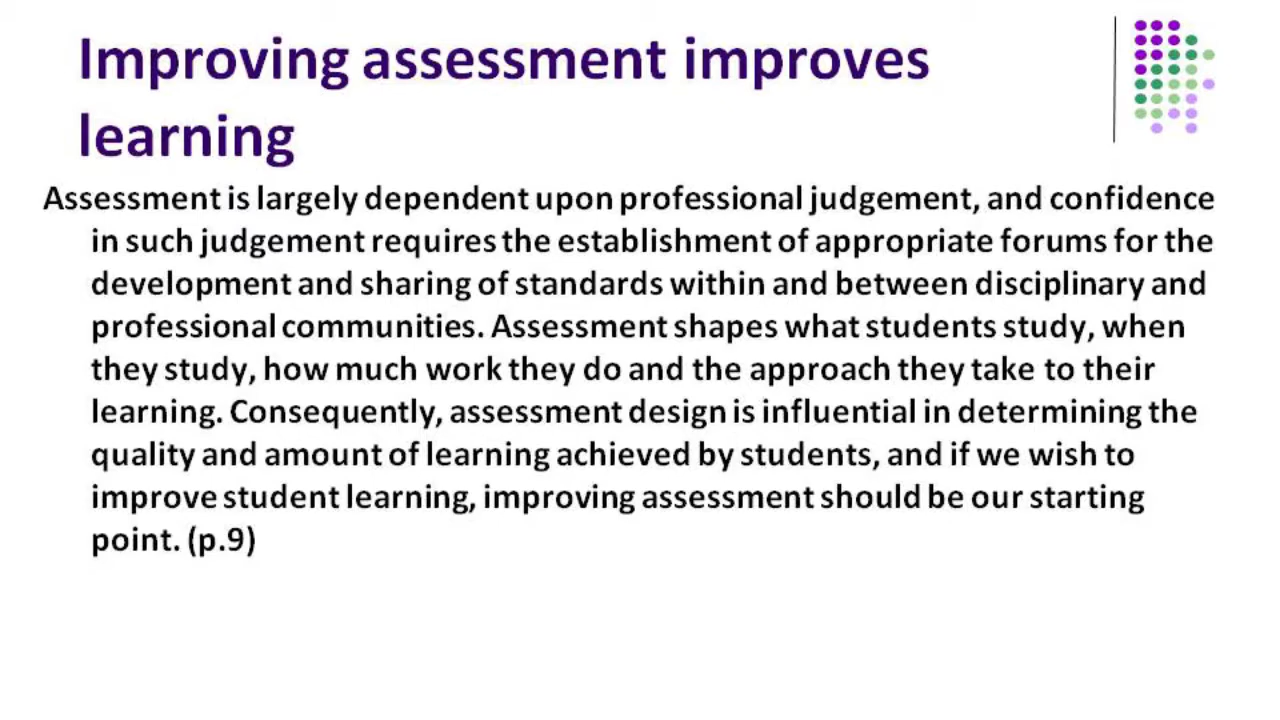 Improving assessment improves
learning
Assessment is largely dependent upon professional judgement, and confidence
in such judgement requires the establishment of appropriate forums for the
development and sharing of standards within and between disciplinary and
professional communities. Assessment shapes what students study, when
they study, how much work they do and the approach they take to their
learning. Consequently, assessment design is influential in determining the
quality and amount of learning achieved by students, and if we wish to
improve student learning, improving assessment should be our starting
point. (p.9)